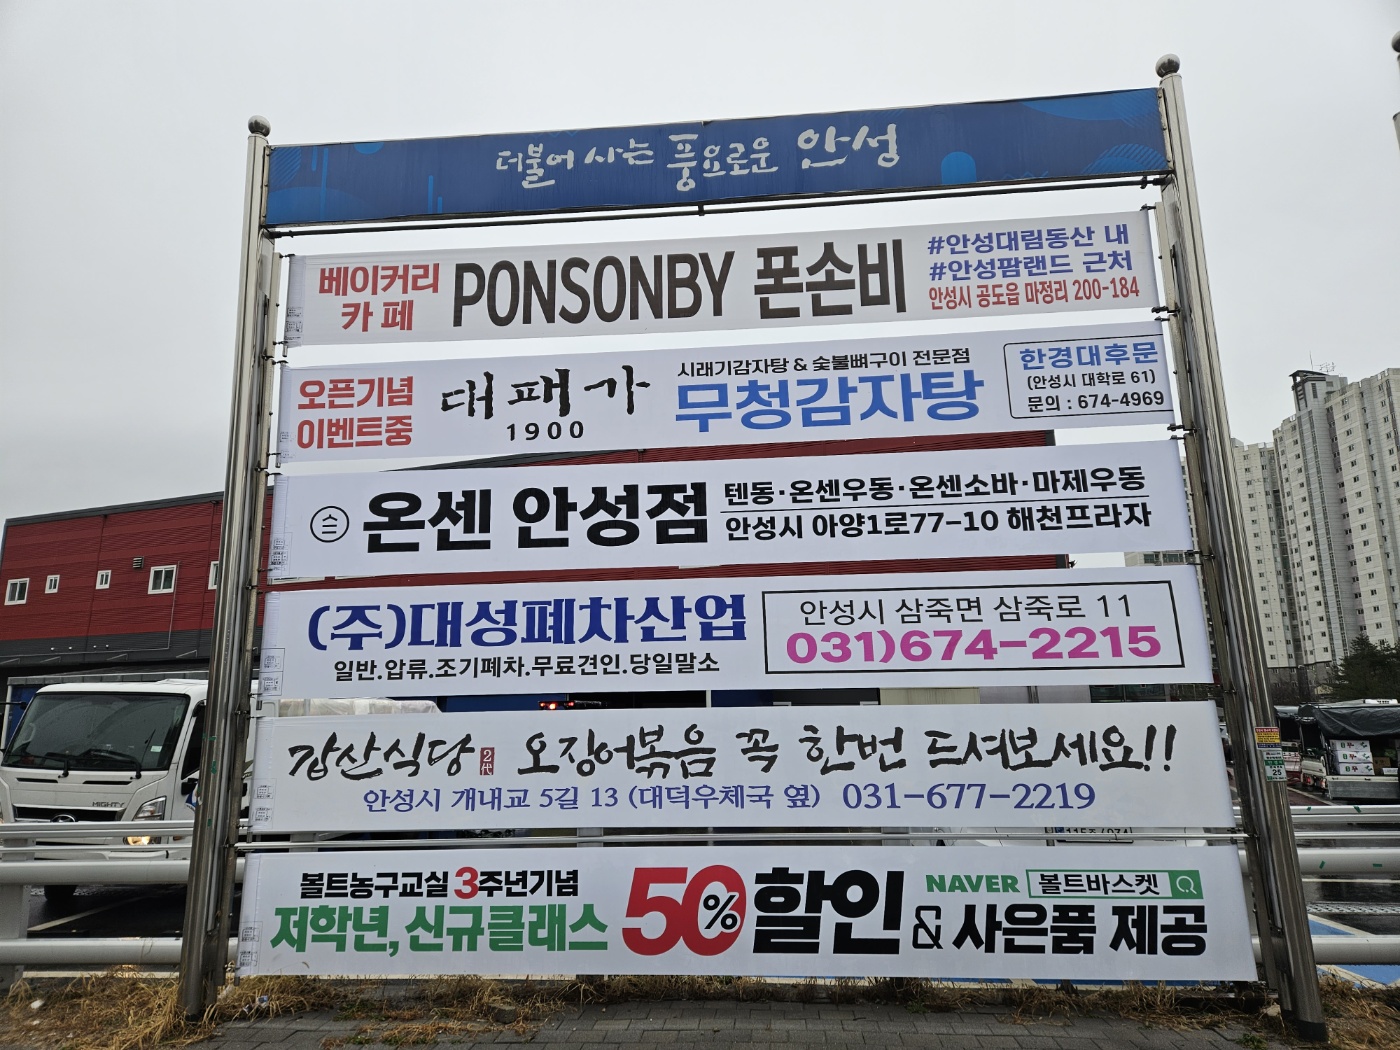 더불어 사는 풍요로운 안성
베이커리
카페
PONSONBY 폰손비
#안성대림동산 내
#안성팜랜드 근처
안성시 공도읍 마정리 200-184
오픈기념
이벤트중
대패가
1900
시래기감자탕 & 숯불뼈구이 전문점
무청감자탕
한경대후문
(안성시 대학로 61)
문의 : 674-4969
온센 안성점
텐동·온센우동·온센소바·마제우동
안성시 아양1로77-10 해천프라자
(주)대성폐차산업
일반.압류.조기폐차.무료견인.당일말소
안성시 삼죽면 삼죽로 11
031)674-2215
갑산식당 2代 오징어볶음 꼭 한번 드셔보세요!!
안성시 개내교 5길 13 (대덕우체국 옆) 031-677-2219
볼트농구교실 3주년기념
저학년, 신규클래스
50% 할인
NAVER 볼트바스켓
& 사은품 제공
MIGHTY